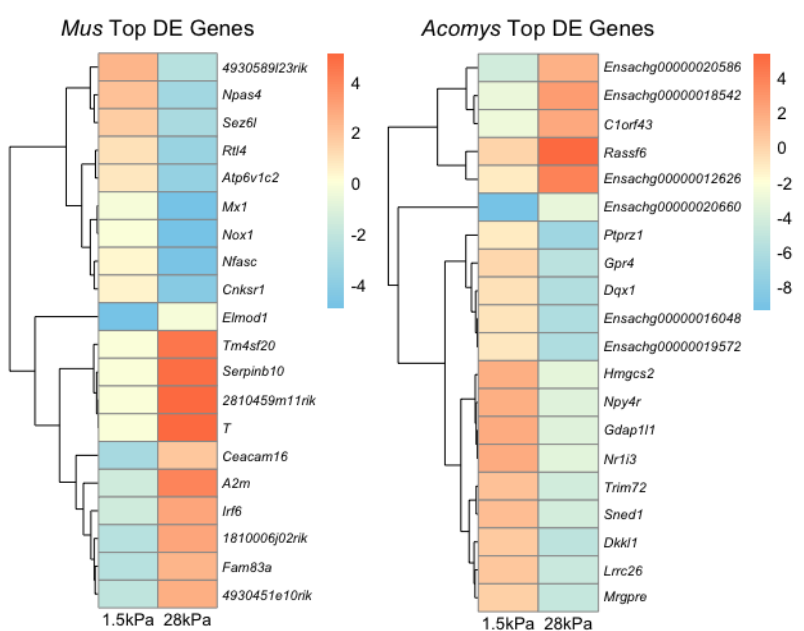 Mus Top DE Genes
4930589l23rik
Npas4
Sez6l
Rtl4
Atp6v1c2
Mx1
Nox1
Nfasc
Cnksr1
Elmod1
Tm4sf20
Serpinb10
2810459m11rik
T
Ceacam16
A2m
Irf6
1810006j02rik
Fam83a
4930451e10rik
1.5kPa 28kPa
4
2
0
-2
-4
Acomys Top DE Genes
Ensachg00000020586
Ensachg00000018542
C1orf43
Rassf6
Ensachg00000012626
Ensachg00000020660
Ptprz1
Gpr4
Dqx1
Ensachg00000016048
Ensachg00000019572
Hmgcs2
Npy4r
Gdap1l1
Nr1i3
Trim72
Sned1
Dkkl1
Lrrc26
Mrgpre
1.5kPa 28kPa
4
2
0
-2
-4
-6
-8